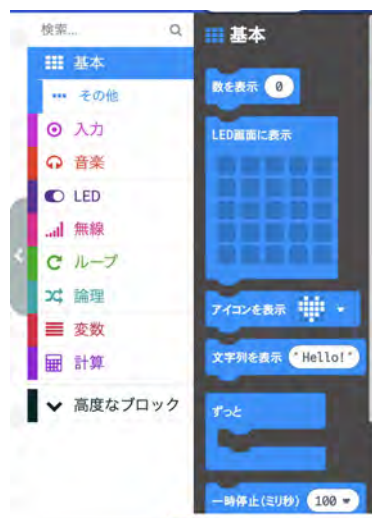 検索...
基本
その他
入力
音楽
LED
無線
ループ
論理
変数
計算
高度なブロック
基本
数を表示 0
LED画面に表示
アイコンを表示
文字列を表示 "Hello!"
ずっと
一時停止(ミリ秒) 100